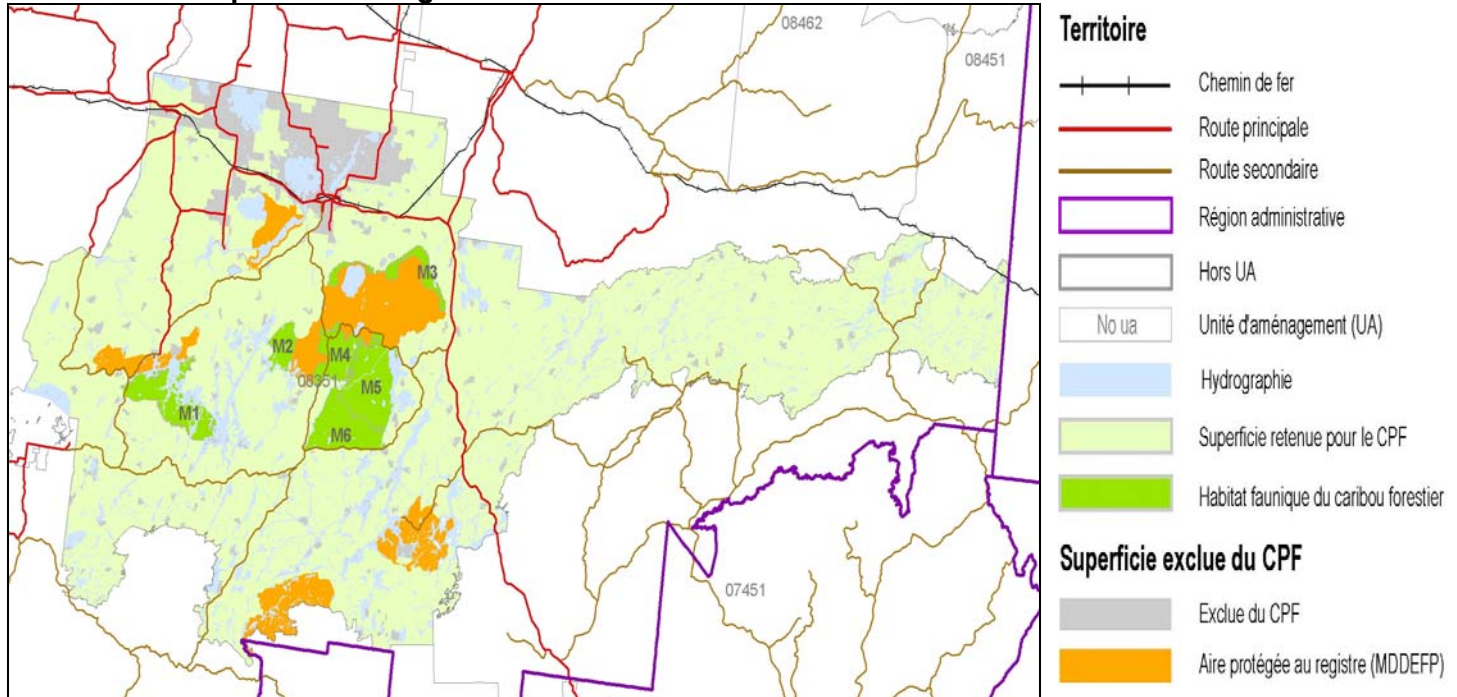 08462
08451
M3
M2
M4
08351
M5
M1
M6
07451
Territoire
Chemin de fer
Route principale
Route secondaire
Région administrative
Hors UA
No ua
Unité d'aménagement (UA)
Hydrographie
Superficie retenue pour le CPF
Habitat faunique du caribou forestier
Superficie exclue du CPF
Exclue du CPF
Aire protégée au registre (MDDEFP)